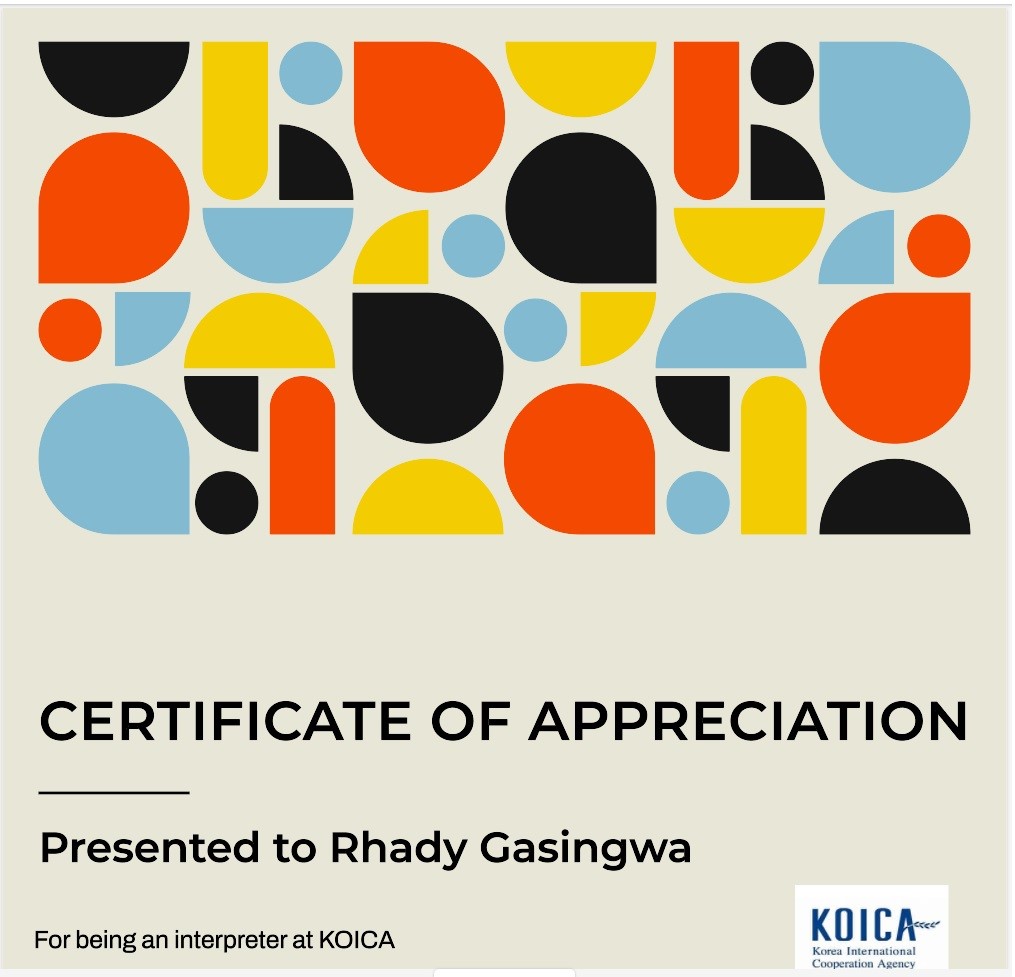 CERTIFICATE OF APPRECIATION
Presented to Rhady Gasingwa
For being an interpreter at KOICA
KOICA
Korea International
Cooperation Agency